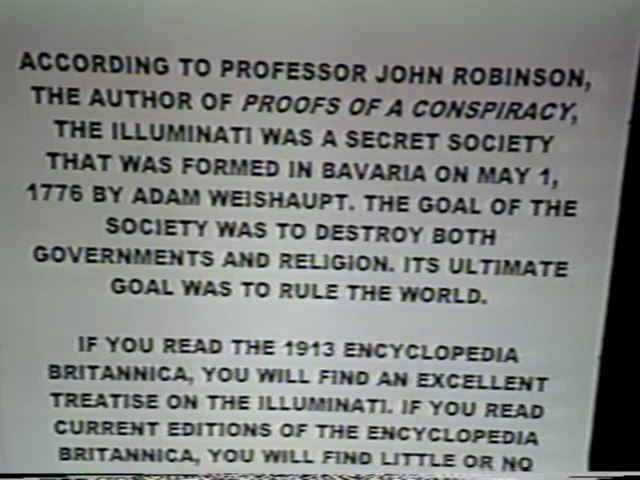 ACCORDING TO PROFESSOR JOHN ROBINSON,
THE AUTHOR OF PROOFS OF A CONSPIRACY,
THE ILLUMINATI WAS A SECRET SOCIETY
THAT WAS FORMED IN BAVARIA ON MAY 1,
1776 BY ADAM WEISHAUPT. THE GOAL OF THE
SOCIETY WAS TO DESTROY BOTH
GOVERNMENTS AND RELIGION. ITS ULTIMATE
GOAL WAS TO RULE THE WORLD.
IF YOU READ THE 1913 ENCYCLOPEDIA
BRITANNICA, YOU WILL FIND AN EXCELLENT
TREATISE ON THE ILLUMINATI. IF YOU READ
CURRENT EDITIONS OF THE ENCYCLOPEDIA
BRITANNICA, YOU WILL FIND LITTLE OR NO